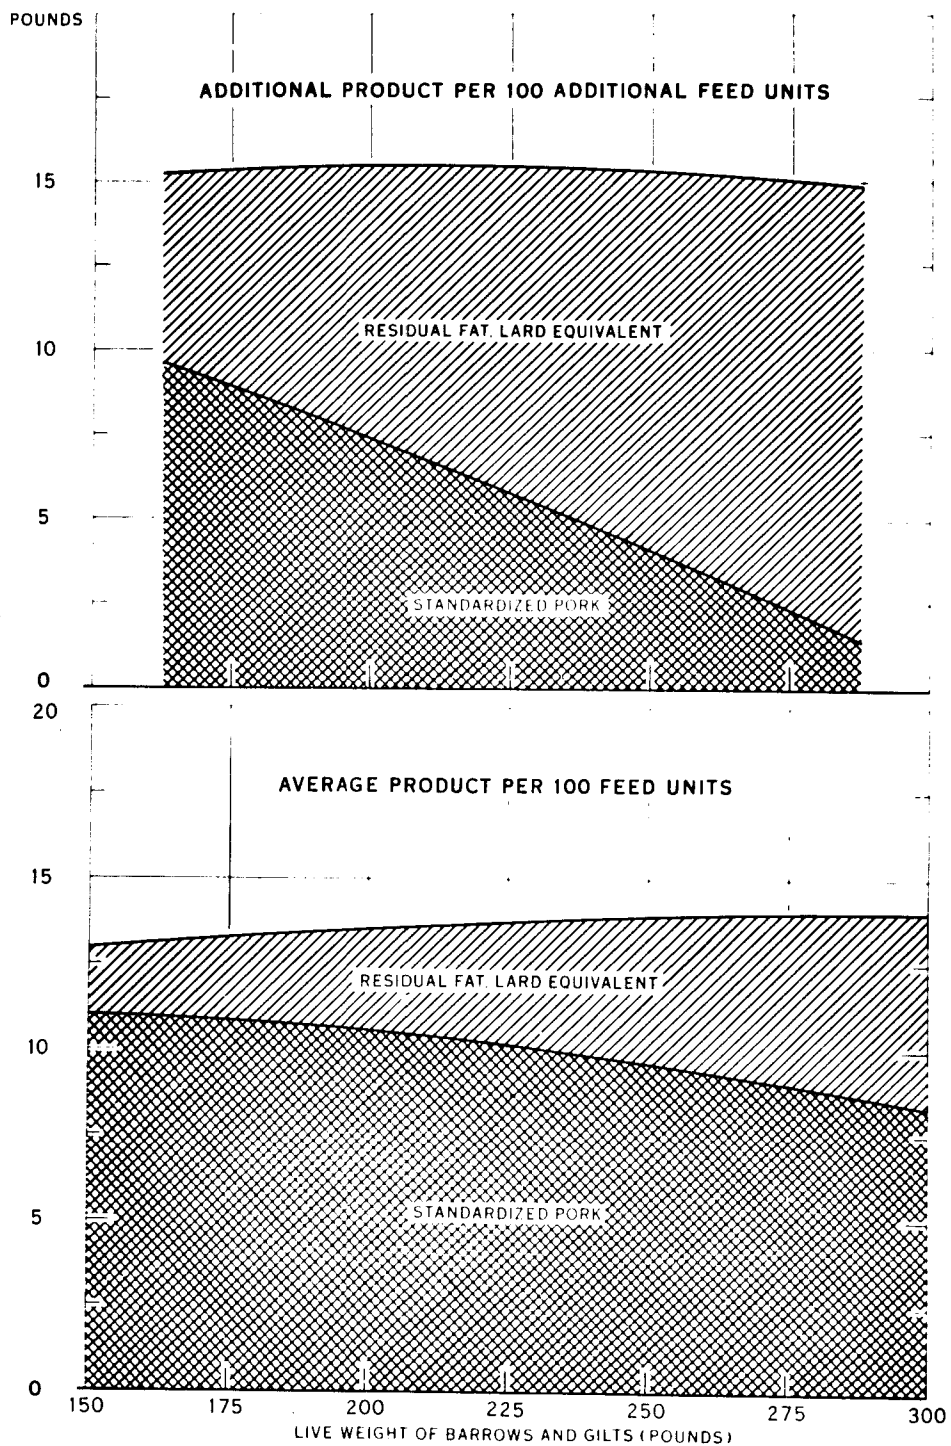 POUNDS
ADDITIONAL PRODUCT PER 100 ADDITIONAL FEED UNITS
15
RESIDUAL FAT, LARD EQUIVALENT
10
5
STANDARDIZED PORK
0
20
AVERAGE PRODUCT PER 100 FEED UNITS
15
RESIDUAL FAT, LARD EQUIVALENT
10
STANDARDIZED PORK
5
0
150 175 200 225 250 275 300
LIVE WEIGHT OF BARROWS AND GILTS (POUNDS)